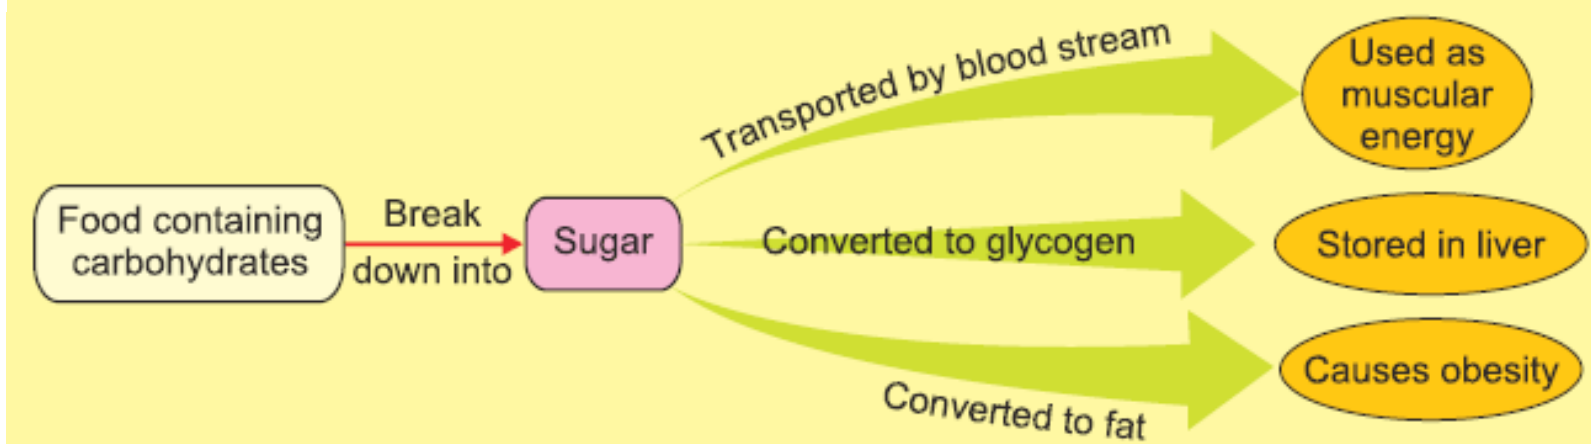 Food containing
carbohydrates
Break
down into
Sugar
Transported by blood stream
Used as
muscular
energy
Converted to glycogen
Stored in liver
Converted to fat
Causes obesity